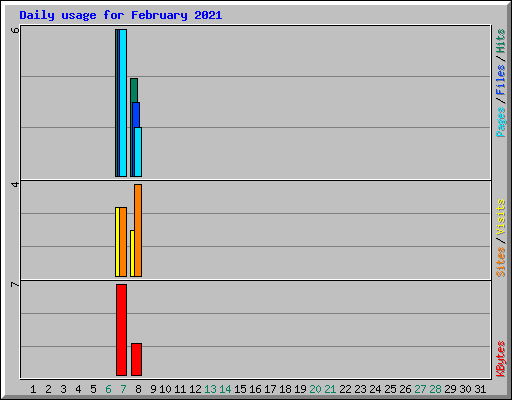 Daily usage for February 2021
6
Pages/Files/Hits
4
Sites/Visits
7
KBytes
1 2 3 4 5 6 7 8 9 10 11 12 13 14 15 16 17 18 19 20 21 22 23 24 25 26 27 28 29 30 31